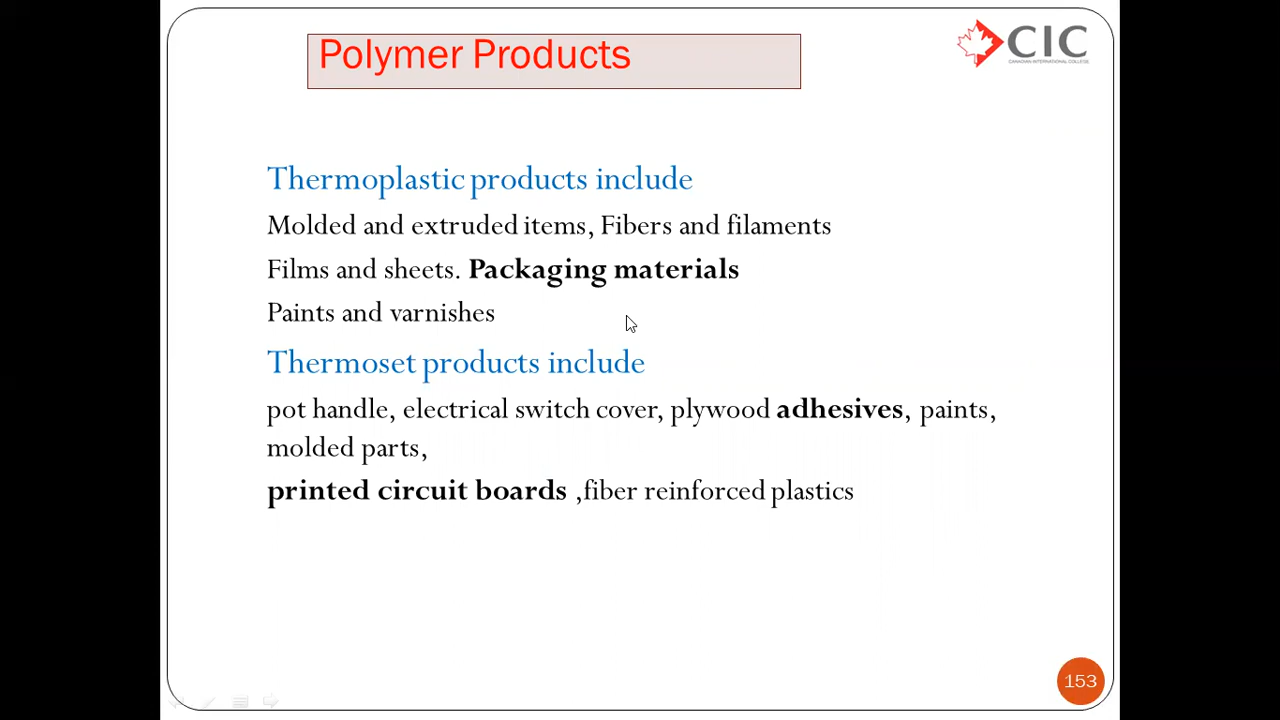 Polymer Products
CIC
CANADIAN INTERNATIONAL COLLEGE
Thermoplastic products include
Molded and extruded items, Fibers and filaments
Films and sheets. Packaging materials
Paints and varnishes
Thermoset products include
pot handle, electrical switch cover, plywood adhesives, paints,
molded parts,
printed circuit boards ,fiber reinforced plastics
153